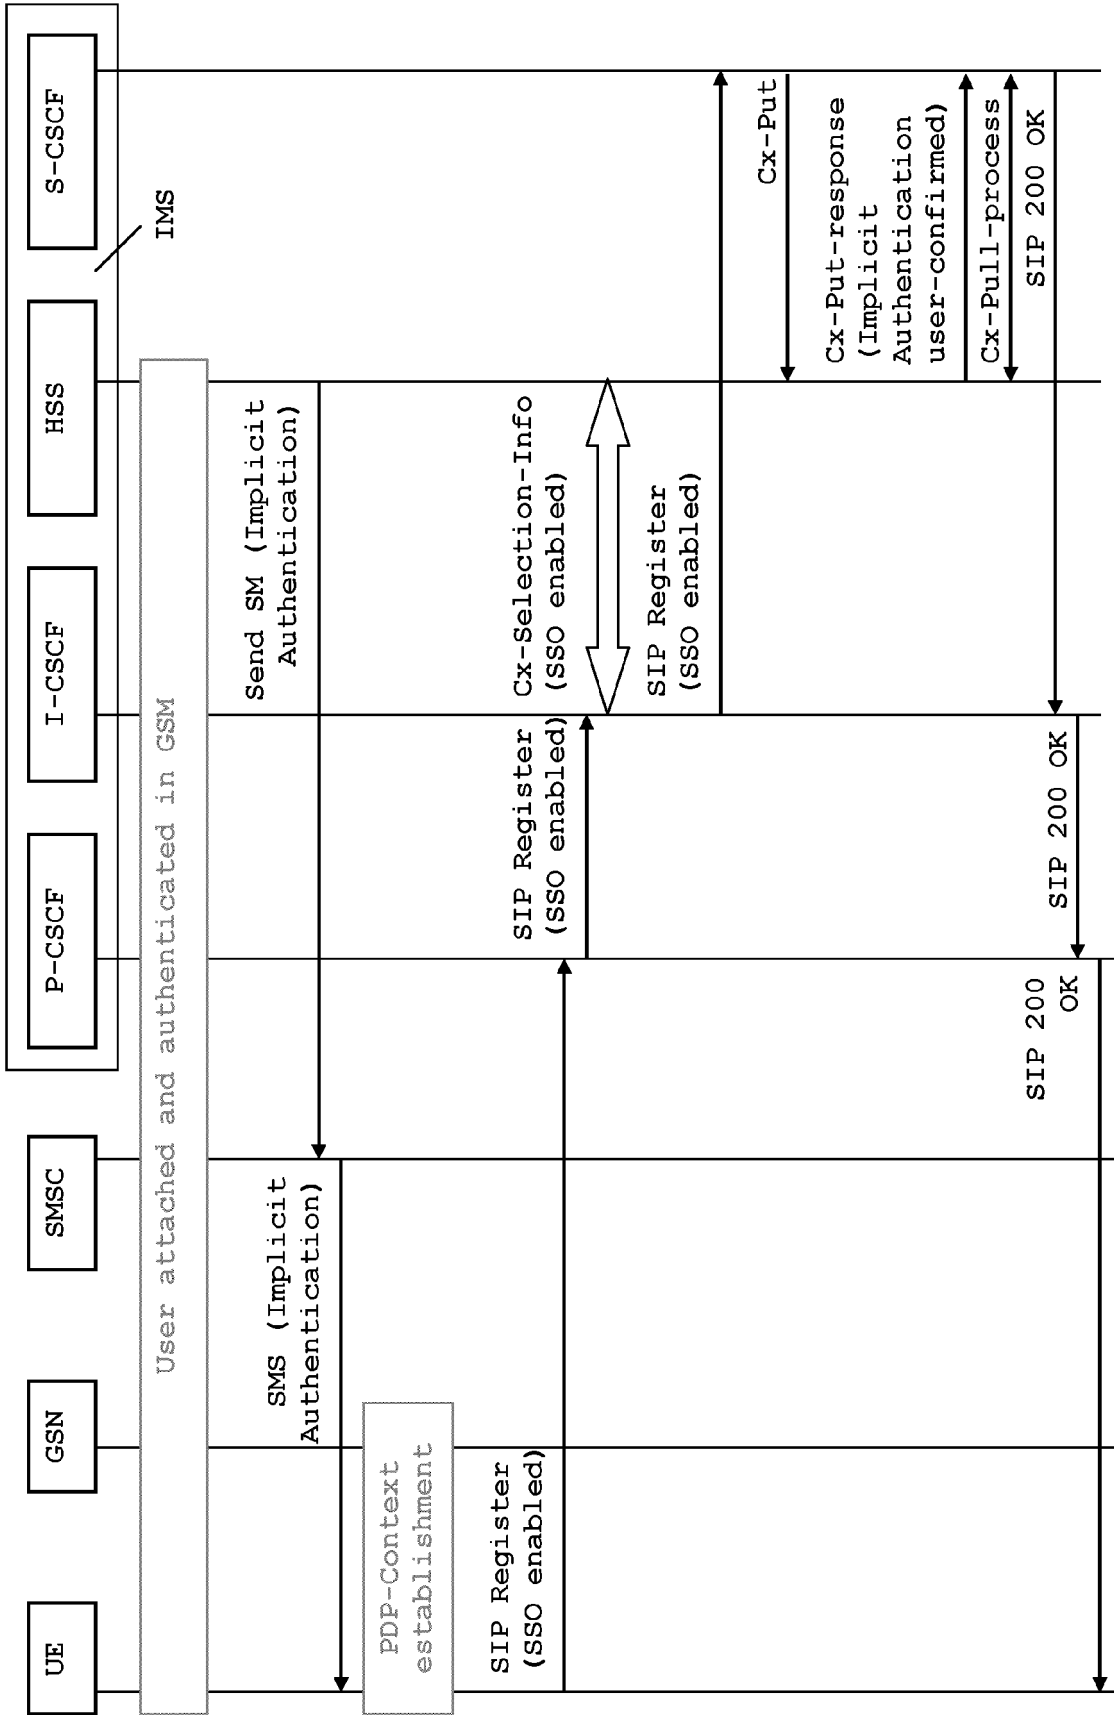 UE
GSN
SMSC
P-CSCF
I-CSCF
HSS
S-CSCF
IMS
User attached and authenticated in GSM
Send SM (Implicit
Authentication)
SMS (Implicit
Authentication)
PDP-Context
establishment
SIP Register
(SSO enabled)
SIP Register
(SSO enabled)
Cx-Selection-Info
(SSO enabled)
SIP Register
(SSO enabled)
Cx-Put
Cx-Put-response
(Implicit
Authentication
user-confirmed)
Cx-Pull-process
SIP 200 OK
SIP 200 OK
SIP 200
OK